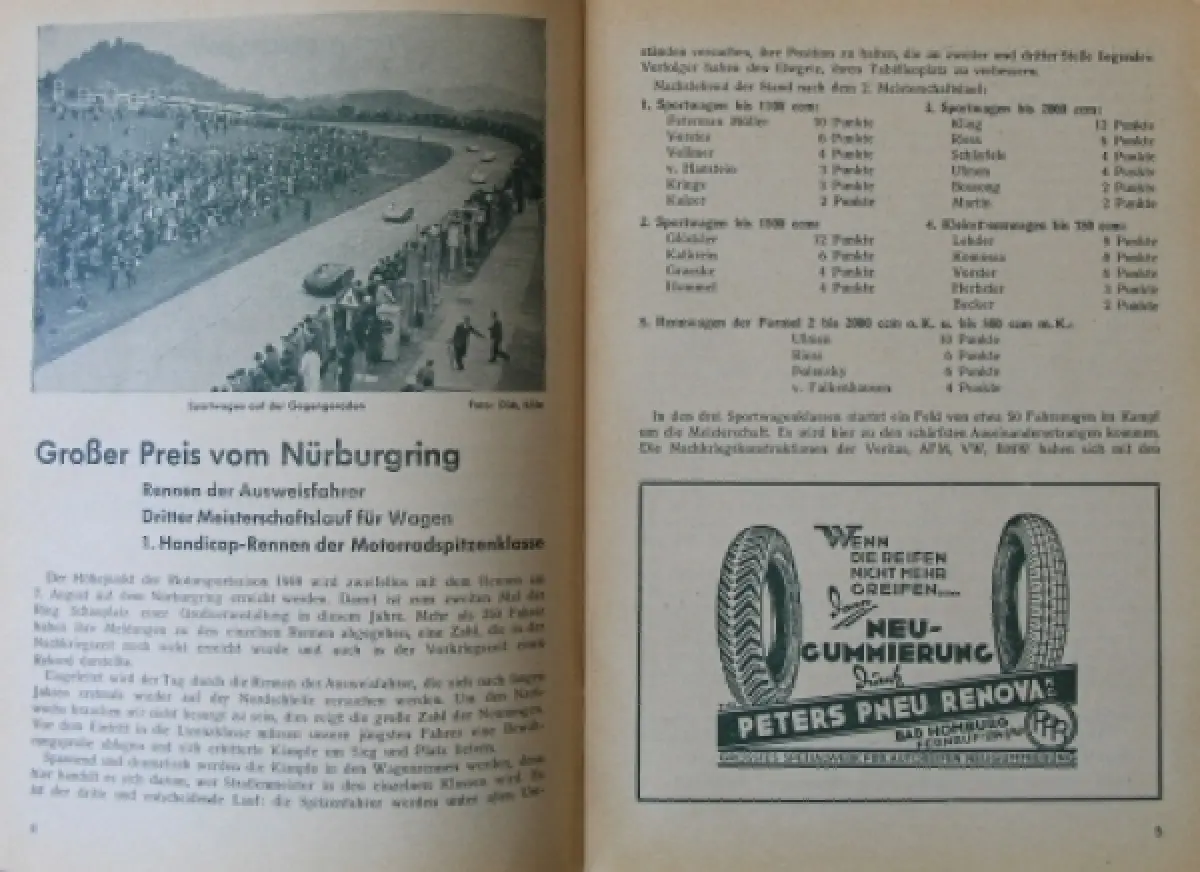 Sportwagen auf der Gegengeraden
Foto:
Großer Preis vom Nürburgring
Rennen der Ausweisfahrer
Dritter Meisterschaftslauf für Wagen
1. Handicap-Rennen der Motorradspitzenklasse
Der Höhepunkt der Motorsportsaison wird zweifellos mit dem Rennen am
7. August auf dem Nürburgring erreicht werden. Damit ist zum zweiten Mal der
Ring Schauplatz einer Großveranstaltung in diesem Jahre. Mehr als 350 Fahrer
haben ihre Meldungen zu den einzelnen Rennen abgegeben, eine Zahl, die in der
Nachkriegszeit noch nicht erreicht wurde und auch in der Vorkriegszeit einen
Rekord darstellte.
Eingeleitet wird der Tag durch die Rennen der Ausweisfahrer, die sich nach langen
Jahren erstmals wieder auf der Nordschleife versuchen werden. Um den Nach-
wuchs brauchen wir nicht besorgt zu sein, dies zeigt die große Zahl der Nennungen.
Vor dem Eintritt in die Lizenzklasse müssen unsere jüngsten Fahrer eine Bewäh-
rungsprobe ablegen und sich erbitterte Kämpfe um Sieg und Platz liefern.
Spannend und dramatisch werden die Kämpfe in den Wagenrennen werden, denn
hier handelt es sich darum, wer Straßenmeister in den einzelnen Klassen wird. Es
ist der dritte und entscheidende Lauf: die Spitzenfahrer werden unter allen Um-
ständen versuchen, ihre Position zu halten, die an zweiter und dritter Stelle liegenden
Verfolger haben den Ehrgeiz, ihren Tabellenplatz zu verbessern.
Nachstehend der Stand nach dem 2. Meisterschaftslauf:
1. Sportwagen bis 1100 ccm:
Petermax Müller 10 Punkte
6 Punkte
Vollmer 4 Punkte
v. Hanstein 3 Punkte
Krings 3 Punkte
Kaiser 2 Punkte
2. Sportwagen bis 1500 ccm:
Glöckler 12 Punkte
Kathrein 6 Punkte
4 Punkte
Hummel 4 Punkte
3. Sportwagen bis 2000 ccm:
Kling 12 Punkte
Riess 6 Punkte
Schlüfels 4 Punkte
Ulmen 4 Punkte
2 Punkte
Martin 2 Punkte
4. Kleinstrennwagen bis 750 ccm:
Lehder 8 Punkte
Komossa 8 Punkte
6 Punkte
3 Punkte
Becker 2 Punkte
5. Rennwagen der Formel 2 bis 2000 ccm o. K. u. bis 500 ccm m. K.:
Ulmen 10 Punkte
Riess 6 Punkte
Polensky 6 Punkte
v. Falkenhausen 4 Punkte
In den drei Sportwagenklassen startet ein Feld von etwa 50 Fahrzeugen im Kampf
um die Meisterschaft. Es wird hier zu den schärfsten Auseinandersetzungen kommen.
Die Nachkriegskonstruktionen der Veritas, AFM, VW, BMW haben sich mit den
WENN
DIE REIFEN
NICHT MEHR
GREIFEN....
Dann
NEU-
GUMMIERUNG
Durch
PETERS PNEU RENOVA
BAD HOMBURG
PPR
GRÖSSTES SPEZIALWERK FÜR AUTOREIFEN NEUGUMMIERUNG
5